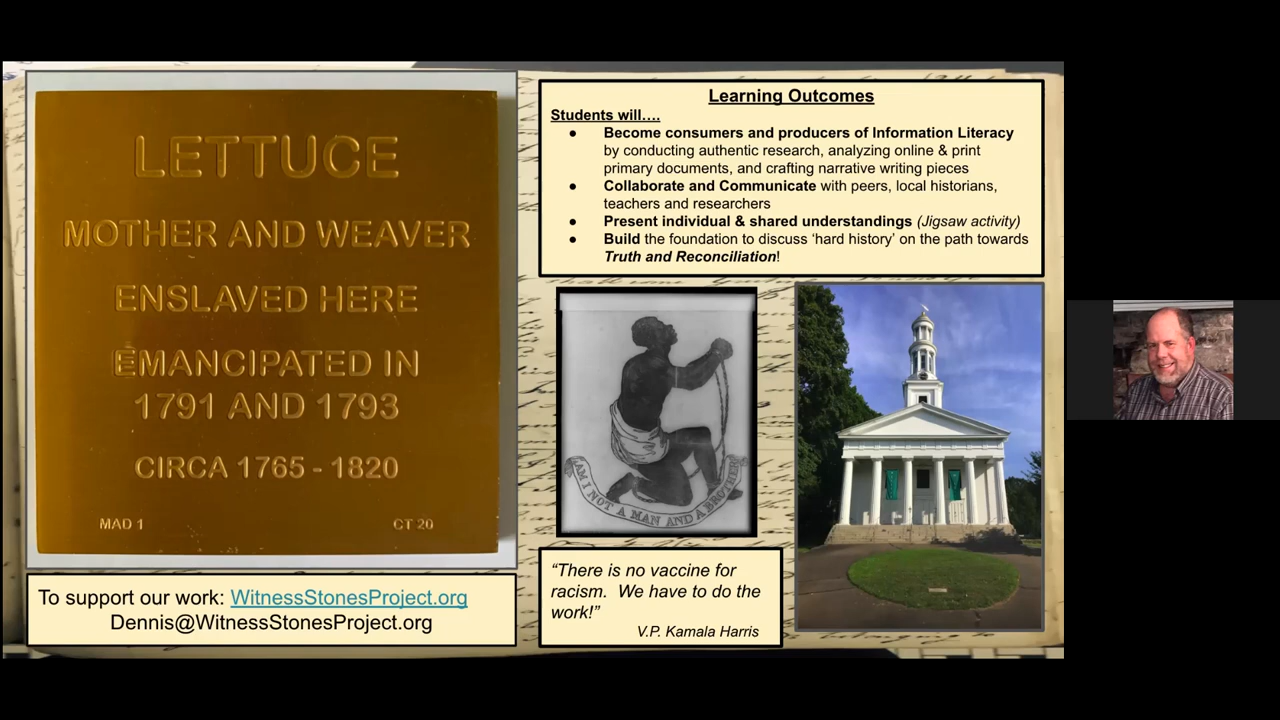 LETTUCE
MOTHER AND WEAVER
ENSLAVED HERE
EMANCIPATED IN
1791 AND 1793
CIRCA 1765 - 1820
MAD 1
CT 20
To support our work: WitnessStonesProject.org
Dennis@WitnessStonesProject.org
Learning Outcomes
Students will....
● Become consumers and producers of Information Literacy
by conducting authentic research, analyzing online & print
primary documents, and crafting narrative writing pieces
● Collaborate and Communicate with peers, local historians,
teachers and researchers
● Present individual & shared understandings (Jigsaw activity)
● Build the foundation to discuss ‘hard history’ on the path towards
Truth and Reconciliation!
AM I NOT A MAN AND A BROTHER
“There is no vaccine for
racism. We have to do the
work!”
V.P. Kamala Harris